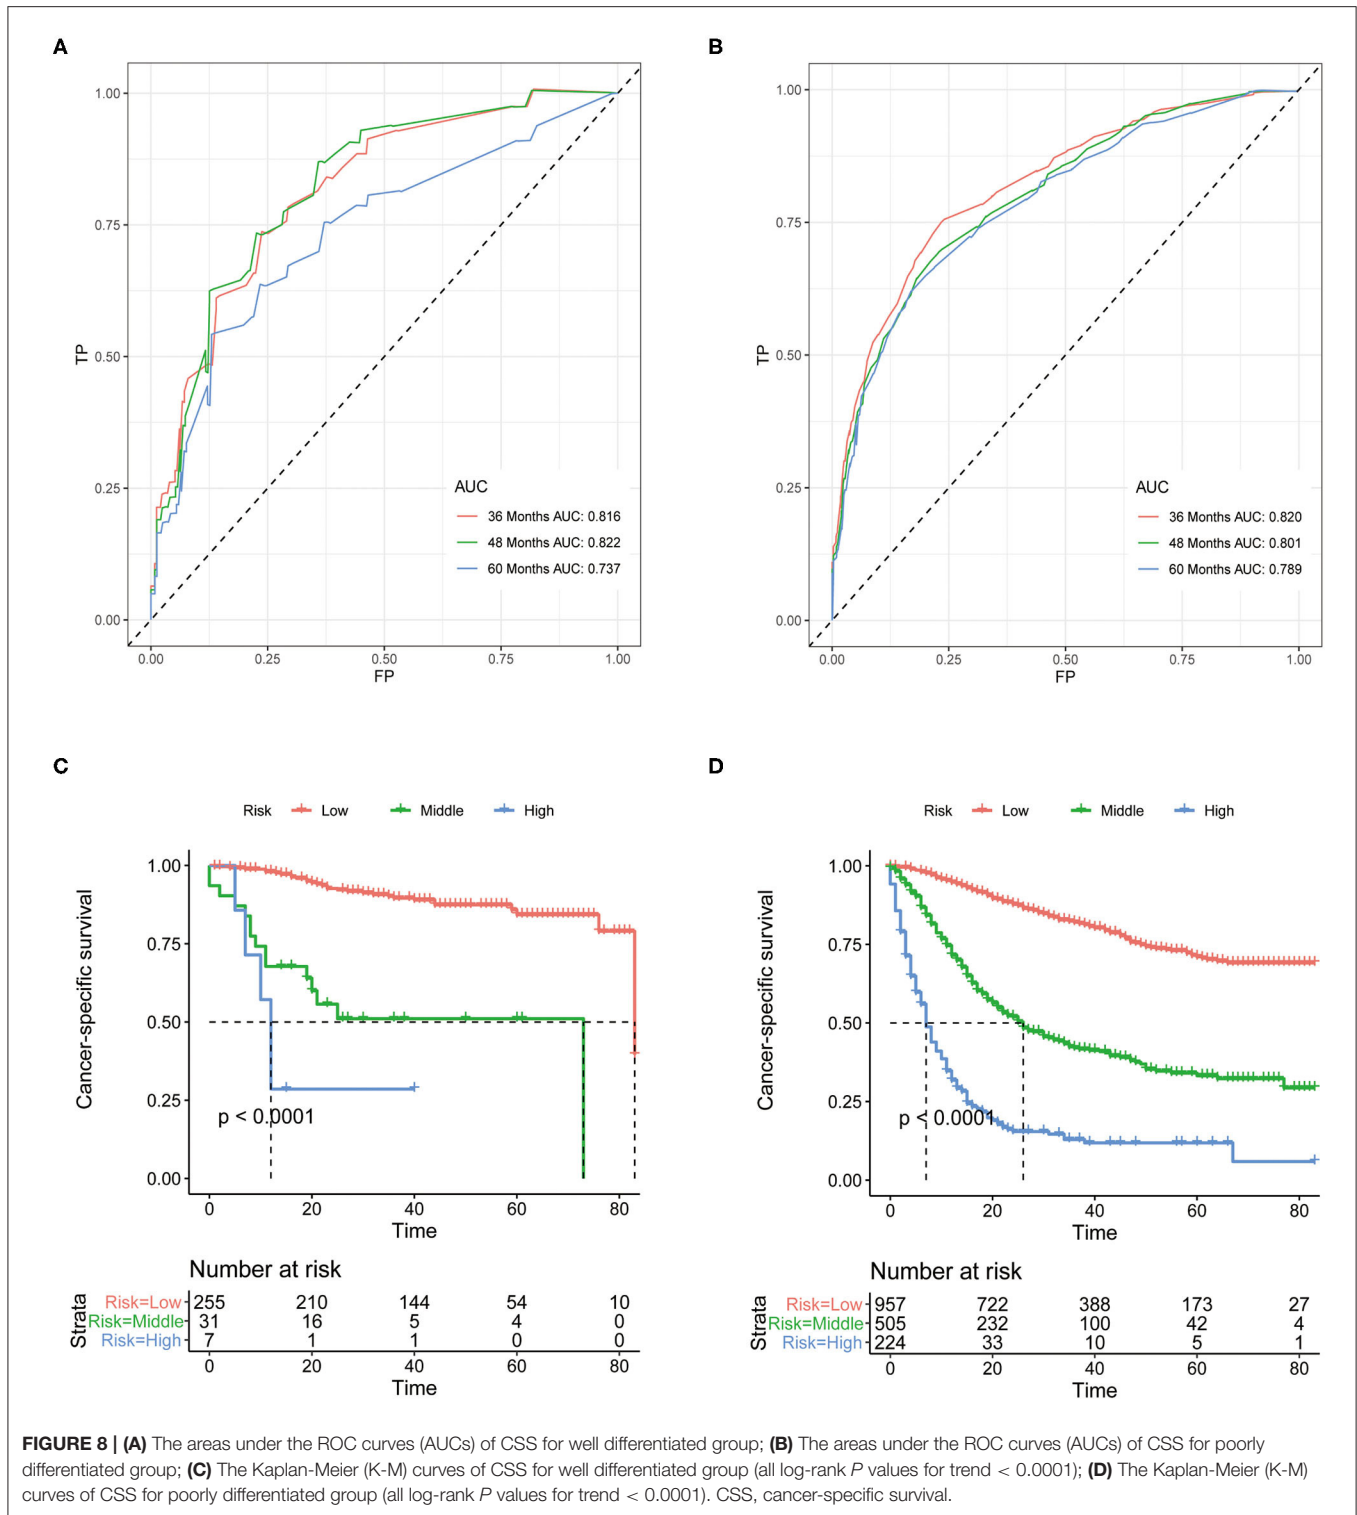 A
B
1.00
0.75
0.50
0.25
0.00
TP
AUC
36 Months AUC: 0.816
48 Months AUC: 0.822
60 Months AUC: 0.737
0.00 0.25 0.50 0.75 1.00
FP
1.00
0.75
0.50
0.25
0.00
TP
AUC
36 Months AUC: 0.820
48 Months AUC: 0.801
60 Months AUC: 0.789
0.00 0.25 0.50 0.75 1.00
FP
C
D
Risk Low Middle High
1.00
0.75
0.50
0.25
0.00
Cancer-specific survival
p < 0.0001
0 20 40 60 80
Time
Number at risk
Strata
Risk=Low 255 210 144 54 10
Risk=Middle 31 16 5 4 0
Risk=High 7 1 1 0 0
0 20 40 60 80
Time
Risk Low Middle High
1.00
0.75
0.50
0.25
0.00
Cancer-specific survival
p < 0.0001
0 20 40 60 80
Time
Number at risk
Strata
Risk=Low 957 722 388 173 27
Risk=Middle 505 232 100 42 4
Risk=High 224 33 10 5 1
0 20 40 60 80
Time
FIGURE 8 | (A) The areas under the ROC curves (AUCs) of CSS for well differentiated group; (B) The areas under the ROC curves (AUCs) of CSS for poorly
differentiated group; (C) The Kaplan-Meier (K-M) curves of CSS for well differentiated group (all log-rank P values for trend < 0.0001); (D) The Kaplan-Meier (K-M)
curves of CSS for poorly differentiated group (all log-rank P values for trend < 0.0001). CSS, cancer-specific survival.